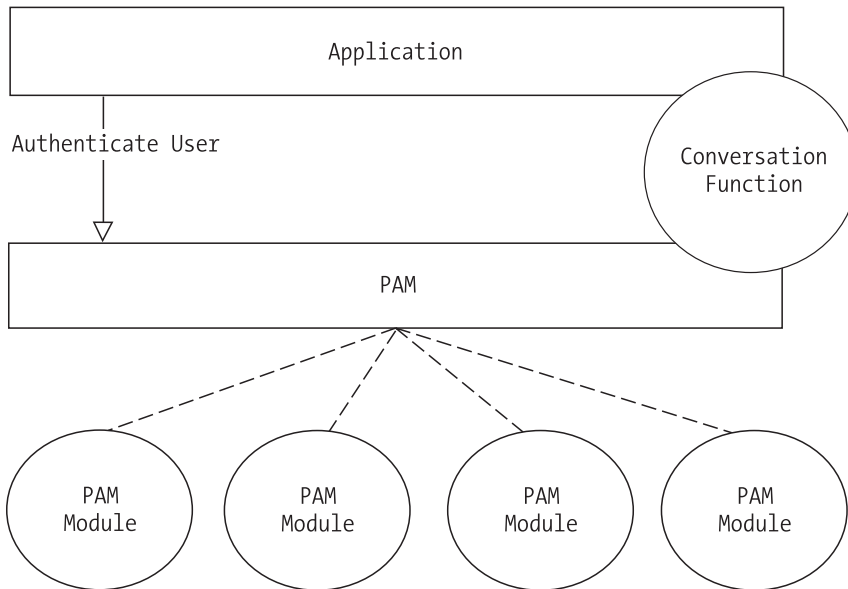 Application
Authenticate User
Conversation
Function
PAM
PAM
Module
PAM
Module
PAM
Module
PAM
Module